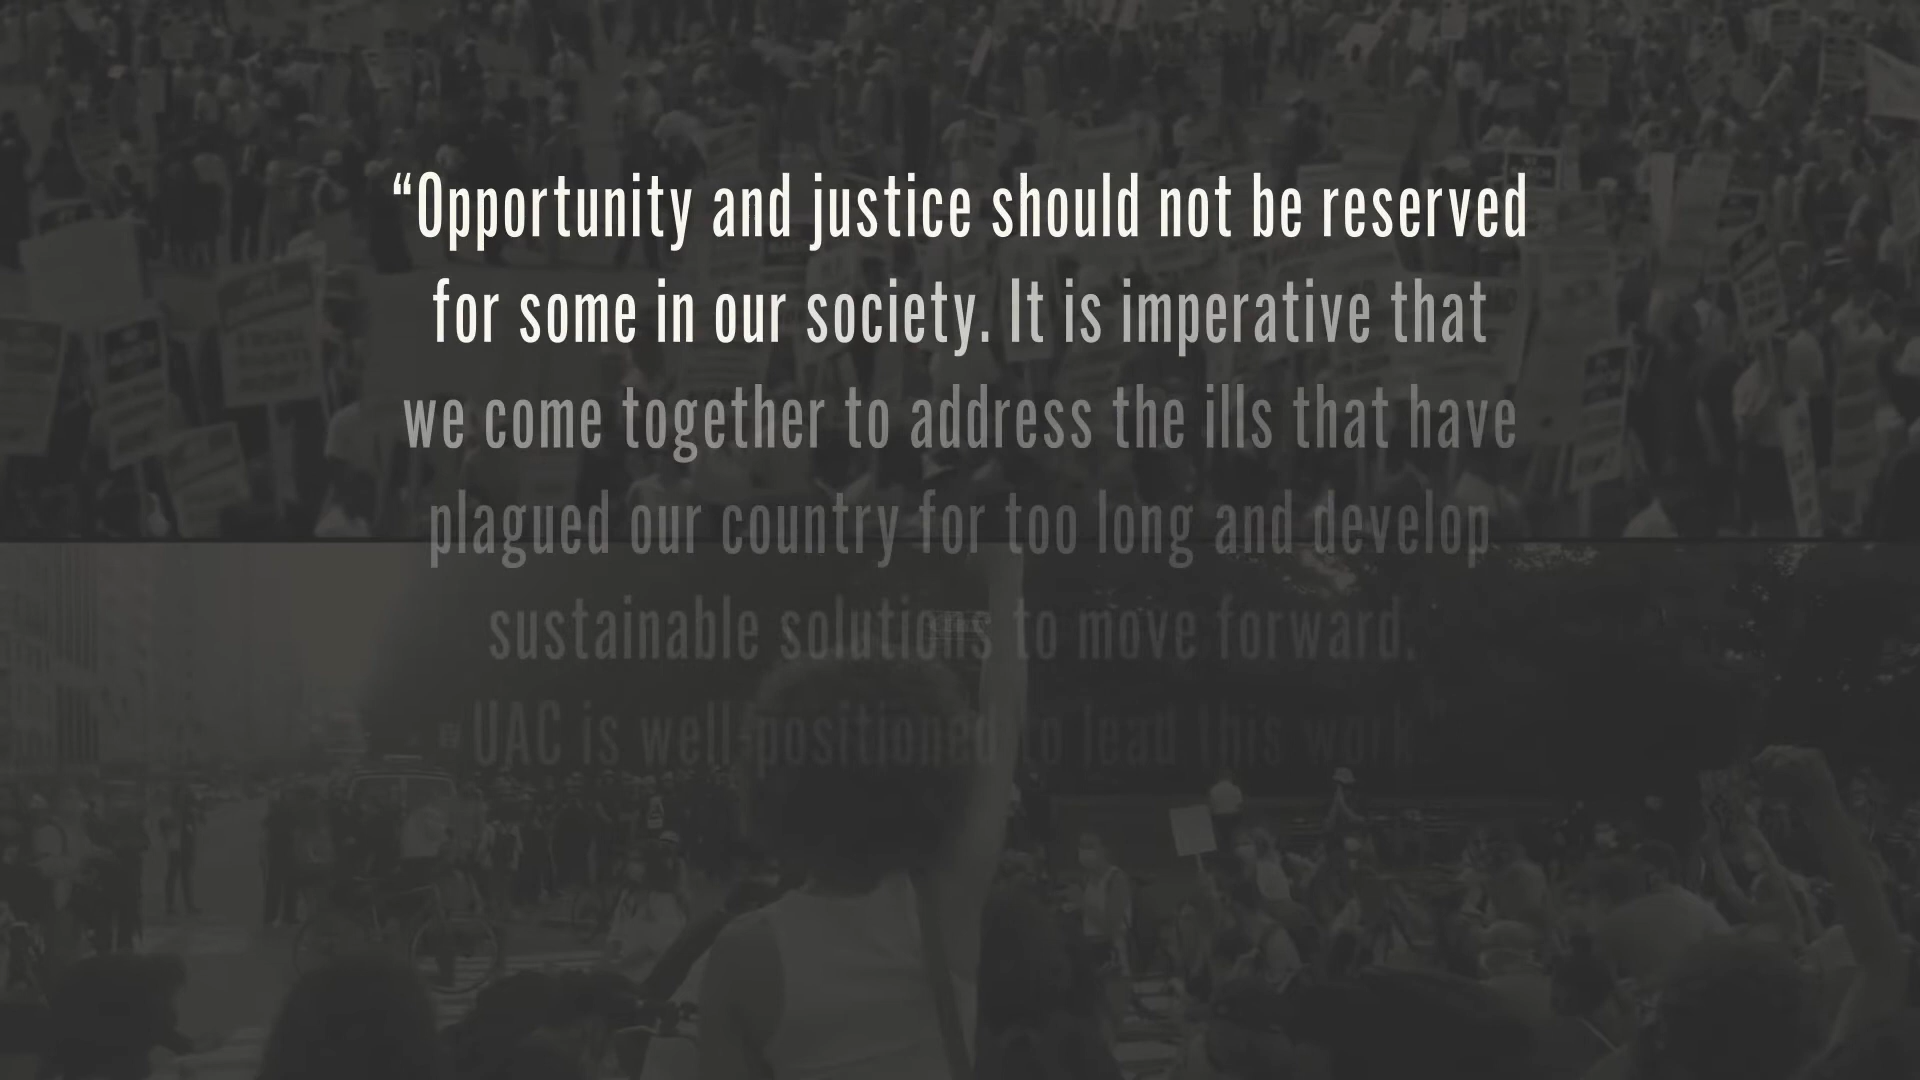 “Opportunity and justice should not be reserved
for some in our society. It is imperative that
we come together to address the ills that have
plagued our country for too long and develop
sustainable solutions to move forward.
UAC is well-positioned to lead this work.”